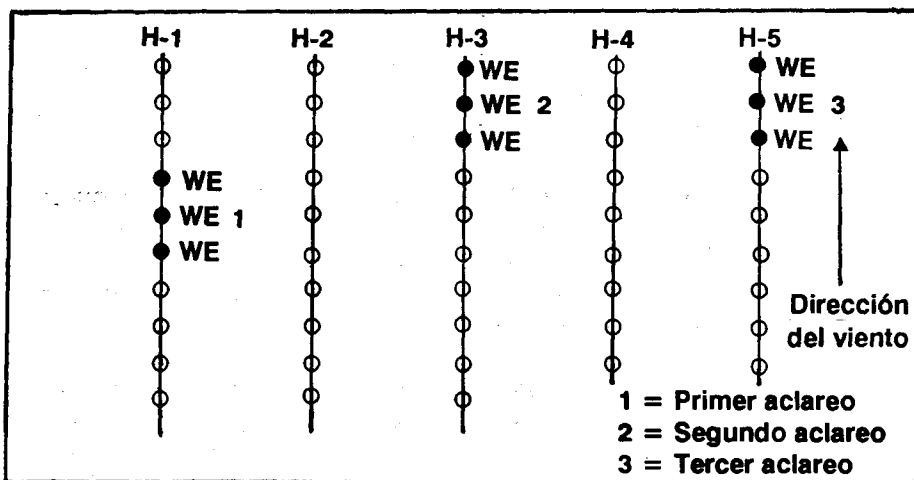 H-1 H-2 H-3 H-4 H-5
WE WE
WE 2 WE 3
WE WE
WE
WE 1
WE
Dirección
del viento
1 = Primer aclareo
2 = Segundo aclareo
3 = Tercer aclareo